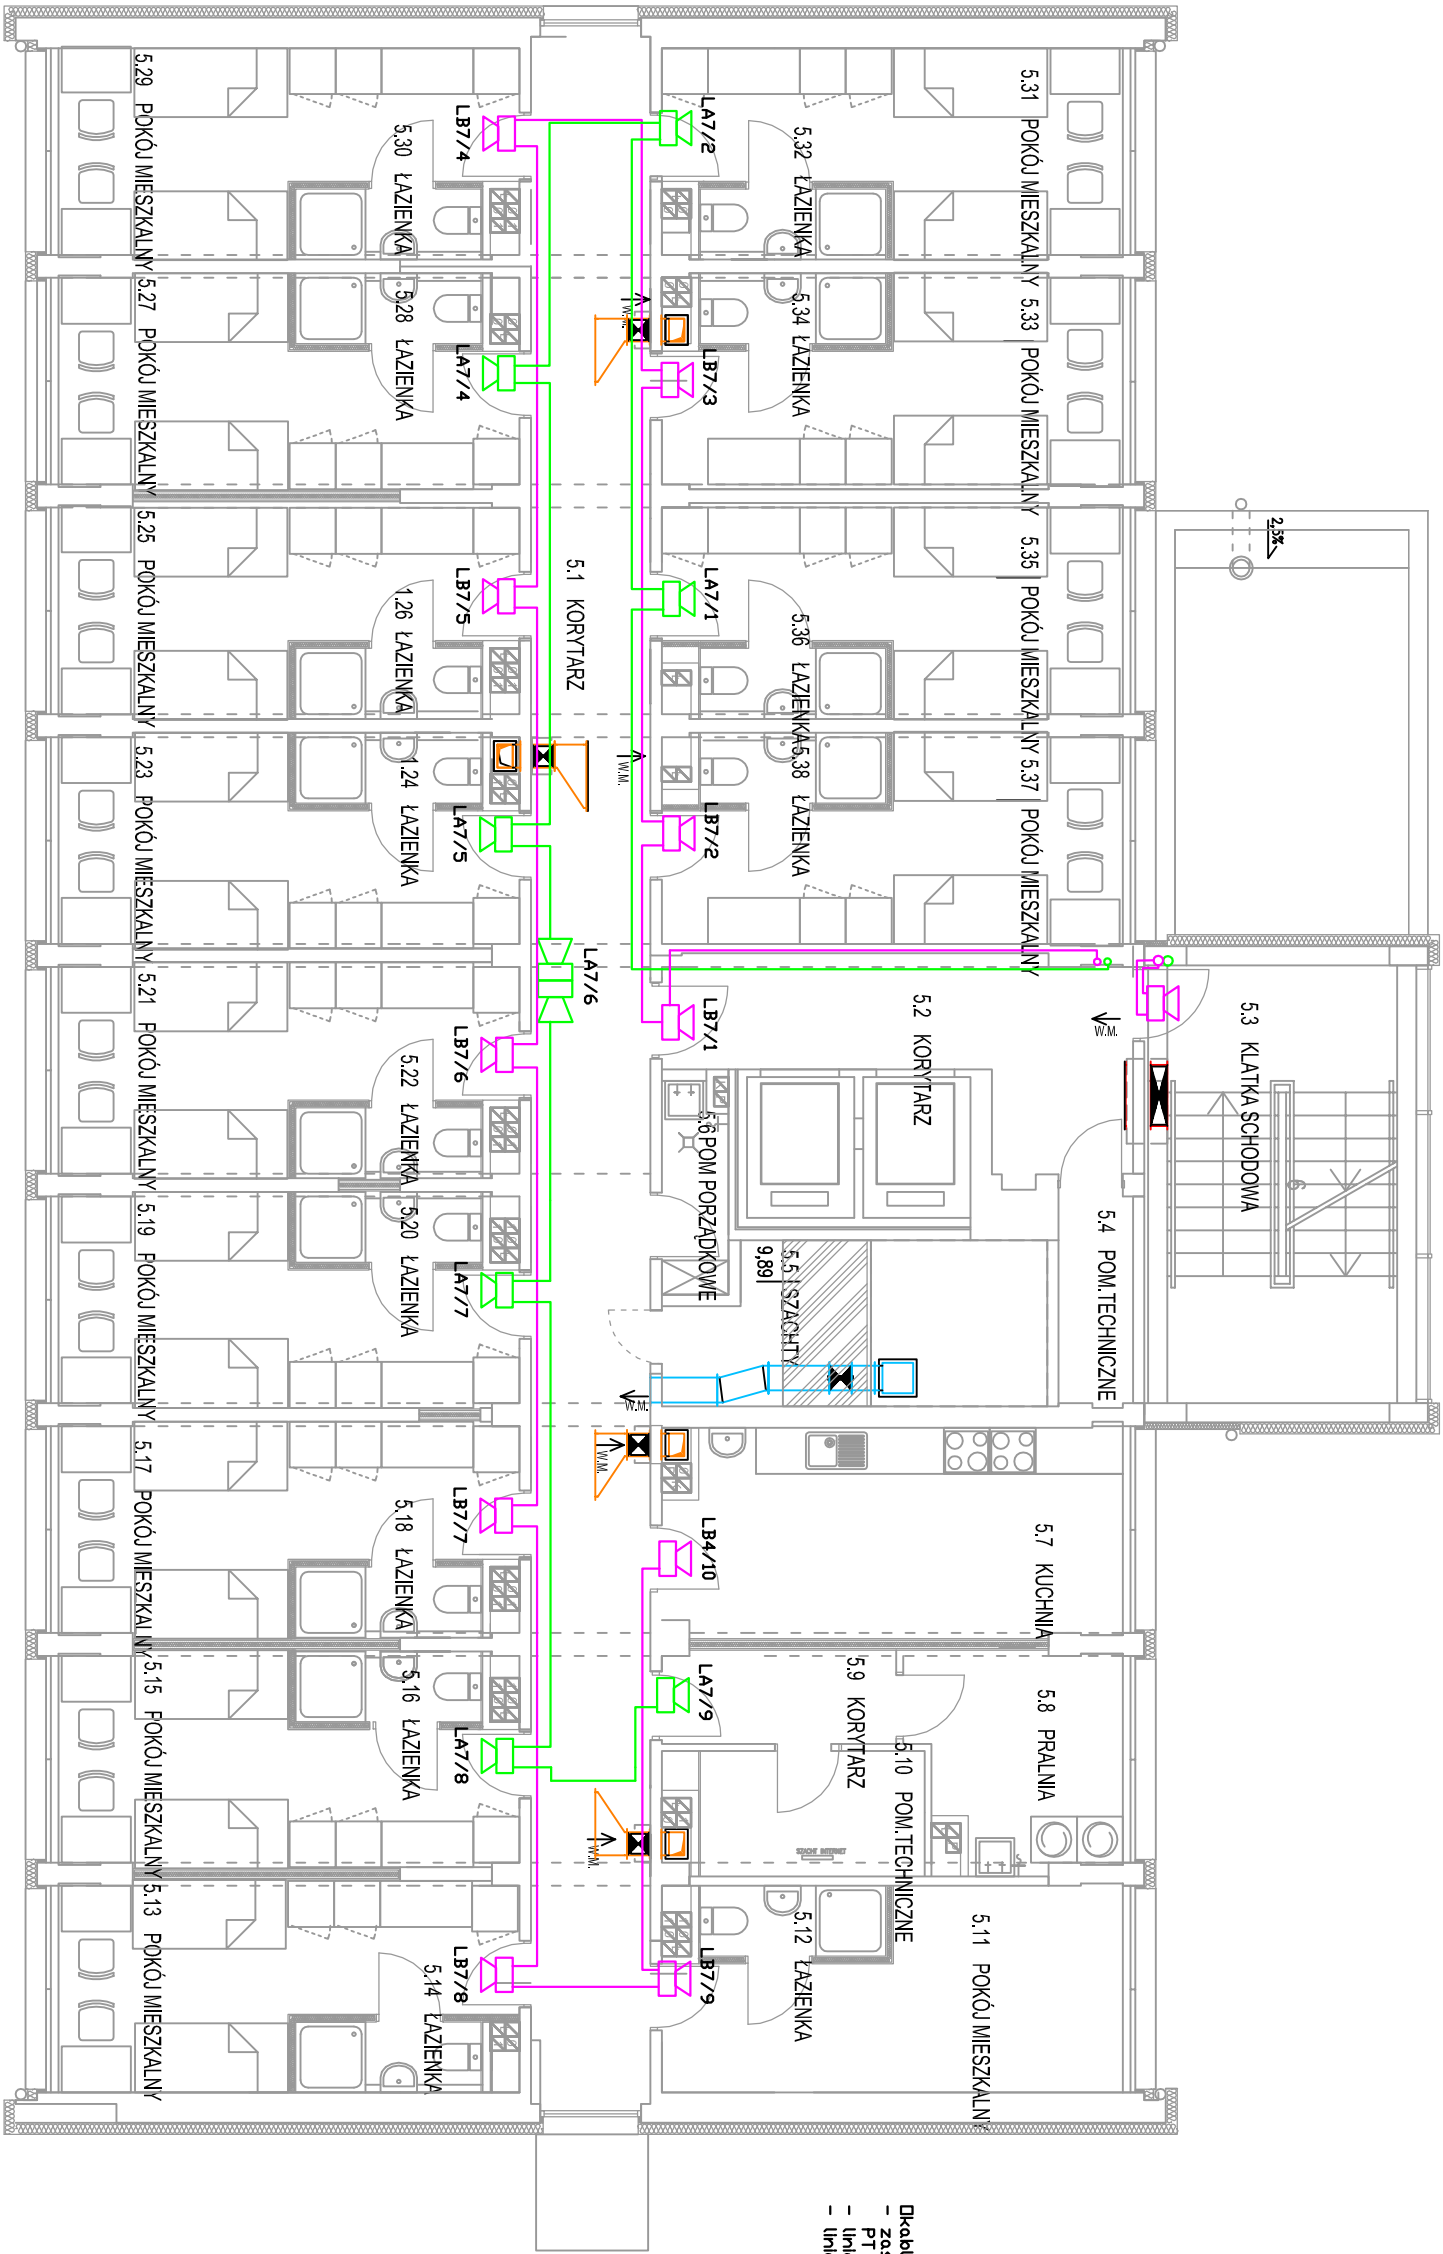 5.31 POKÓJ MIESZKALNY
5.33 POKÓJ MIESZKALNY
5.35 POKÓJ MIESZKALNY
5.37 POKÓJ MIESZKALNY
2,5%
5.3 KLATKA SCHODOWA
W.M.
6
5.4 POM.TECHNICZNE
5.2 KORYTARZ
5.7 KUCHNIA
5.8 PRALNIA
5.9 KORYTARZ
5.10 POM.TECHNICZNE
SZACHT INTERNET
5.11 POKÓJ MIESZKALNY
5.12 ŁAZIENKA
5.32 ŁAZIENKA
5.34 ŁAZIENKA
5.36 ŁAZIENKA
5.38 ŁAZIENKA
5.5 SZACHTY
9,89
5.6 POM PORZĄDKOWE
LA7/2
LB7/3
LA7/1
LB7/2
LB7/1
LB4/10
LA7/9
LB7/9
W.M.
W.M.
W.M.
W.M.
W.M.
5.1 KORYTARZ
LA7/6
LB7/4
LA7/4
LB7/5
LA7/5
LB7/6
LA7/7
LB7/7
LA7/8
LB7/8
5.30 ŁAZIENKA
5.28 ŁAZIENKA
1.26 ŁAZIENKA
1.24 ŁAZIENKA
5.22 ŁAZIENKA
5.20 ŁAZIENKA
5.18 ŁAZIENKA
5.16 ŁAZIENKA
5.14 ŁAZIENKA
5.29 POKÓJ MIESZKALNY
5.27 POKÓJ MIESZKALNY
5.25 POKÓJ MIESZKALNY
5.23 POKÓJ MIESZKALNY
5.21 POKÓJ MIESZKALNY
5.19 POKÓJ MIESZKALNY
5.17 POKÓJ MIESZKALNY
5.15 POKÓJ MIESZKALNY
5.13 POKÓJ MIESZKALNY
PT